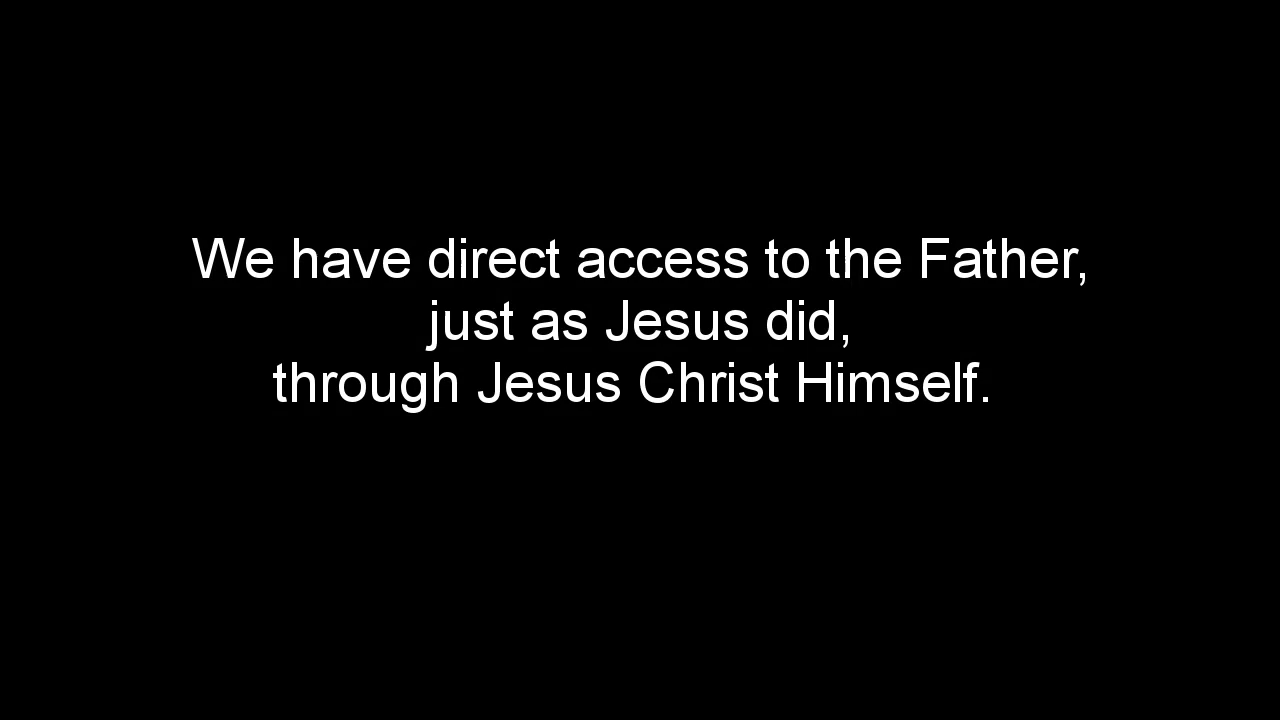 We have direct access to the Father,
just as Jesus did,
through Jesus Christ Himself.